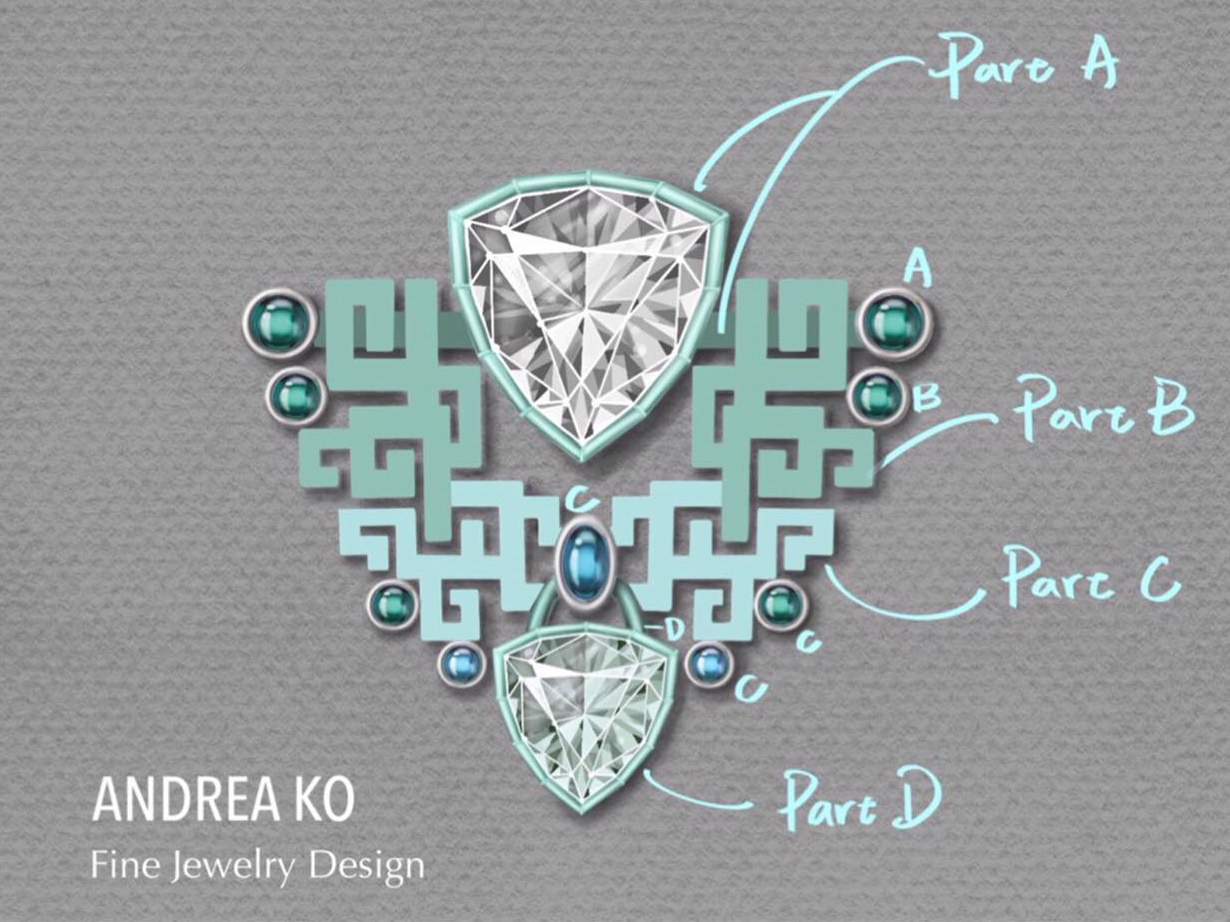 Part A
A
B
Part B
C
Part C
D
C
C
Part D
ANDREA KO
Fine Jewelry Design